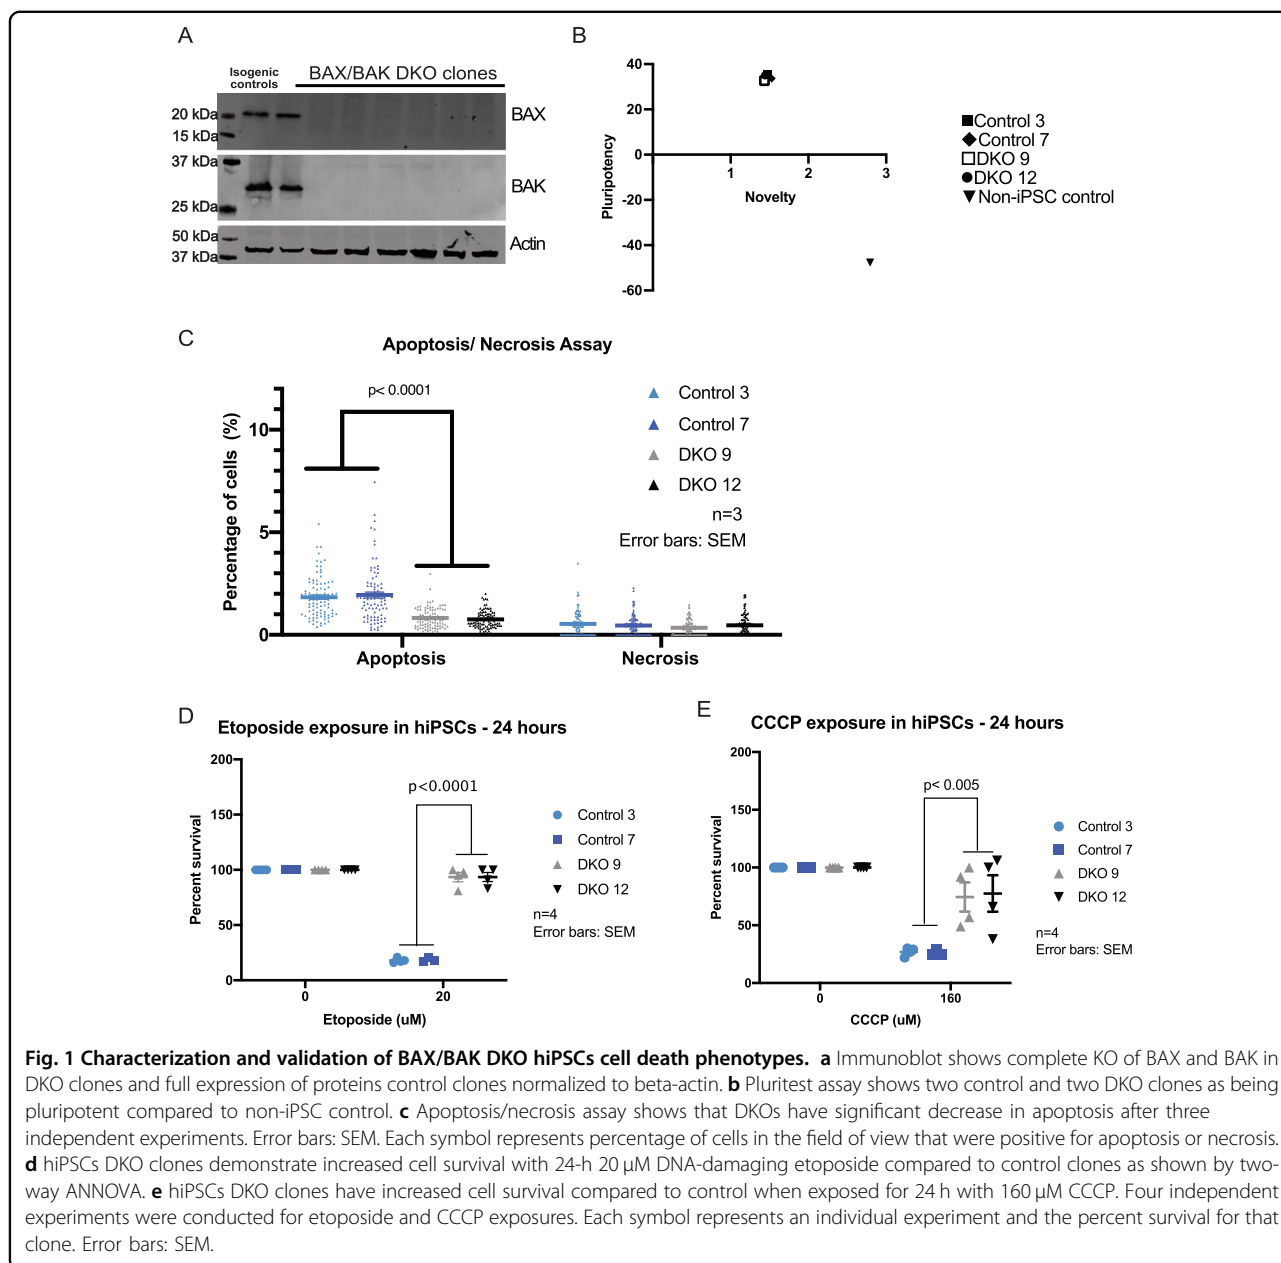 A
Isogenic
controls
BAX/BAK DKO clones
20 kDa
15 kDa
BAX
37 kDa
25 kDa
BAK
50 kDa
37 kDa
Actin
B
40
20
0
-20
-40
-60
1
2
3
Pluripotency
Novelty
Control 3
Control 7
DKO 9
DKO 12
Non-iPSC control
C
Apoptosis/ Necrosis Assay
p< 0.0001
10
5
0
Percentage of cells (%)
Apoptosis
Necrosis
Control 3
Control 7
DKO 9
DKO 12
n=3
Error bars: SEM
D
Etoposide exposure in hiPSCs - 24 hours
200
150
100
50
0
Percent survival
p<0.0001
0
20
Etoposide (uM)
Control 3
Control 7
DKO 9
DKO 12
n=4
Error bars: SEM
E
CCCP exposure in hiPSCs - 24 hours
200
150
100
50
0
Percent survival
p< 0.005
0
160
CCCP (uM)
Control 3
Control 7
DKO 9
DKO 12
n=4
Error bars: SEM
Fig. 1 Characterization and validation of BAX/BAK DKO hiPSCs cell death phenotypes. a Immunoblot shows complete KO of BAX and BAK in
DKO clones and full expression of proteins control clones normalized to beta-actin. b Pluritest assay shows two control and two DKO clones as being
pluripotent compared to non-iPSC control. c Apoptosis/necrosis assay shows that DKOs have significant decrease in apoptosis after three
independent experiments. Error bars: SEM. Each symbol represents percentage of cells in the field of view that were positive for apoptosis or necrosis.
d hiPSCs DKO clones demonstrate increased cell survival with 24-h 20 μM DNA-damaging etoposide compared to control clones as shown by two-
way ANNOVA. e hiPSCs DKO clones have increased cell survival compared to control when exposed for 24 h with 160 μM CCCP. Four independent
experiments were conducted for etoposide and CCCP exposures. Each symbol represents an individual experiment and the percent survival for that
clone. Error bars: SEM.